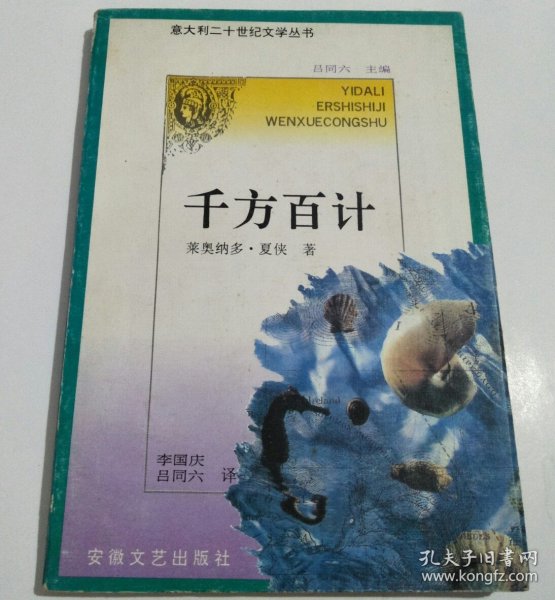 意大利二十世纪文学丛书
吕同六 主编
YIDALI
ERSHISHIJI
WENXUECONGSHU
千方百计
莱奥纳多·夏侠 著
I
Ireland
李国庆
吕同六 译
安徽文艺出版社
孔夫子旧书网
www.kongfz.com